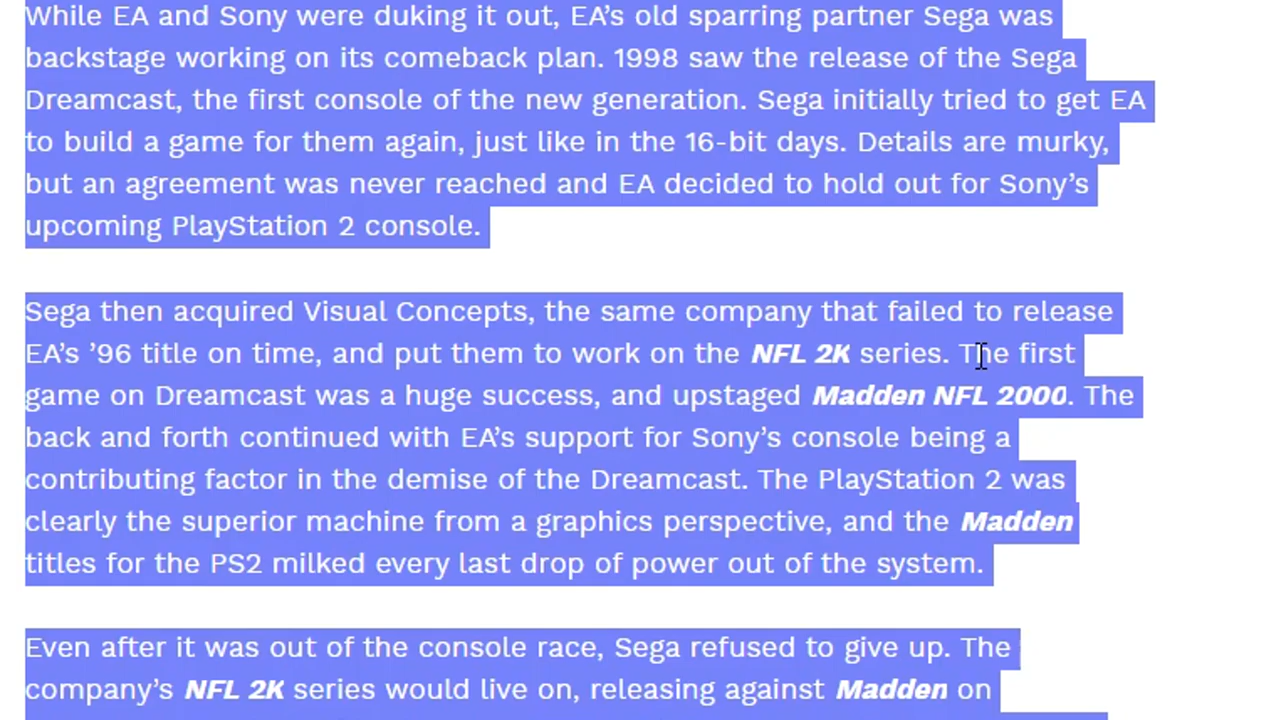 While EA and Sony were duking it out, EA’s old sparring partner Sega was
backstage working on its comeback plan. 1998 saw the release of the Sega
Dreamcast, the first console of the new generation. Sega initially tried to get EA
to build a game for them again, just like in the 16-bit days. Details are murky,
but an agreement was never reached and EA decided to hold out for Sony’s
upcoming PlayStation 2 console.
Sega then acquired Visual Concepts, the same company that failed to release
EA’s ’96 title on time, and put them to work on the NFL 2K series. The first
game on Dreamcast was a huge success, and upstaged Madden NFL 2000. The
back and forth continued with EA’s support for Sony’s console being a
contributing factor in the demise of the Dreamcast. The PlayStation 2 was
clearly the superior machine from a graphics perspective, and the Madden
titles for the PS2 milked every last drop of power out of the system.
Even after it was out of the console race, Sega refused to give up. The
company’s NFL 2K series would live on, releasing against Madden on